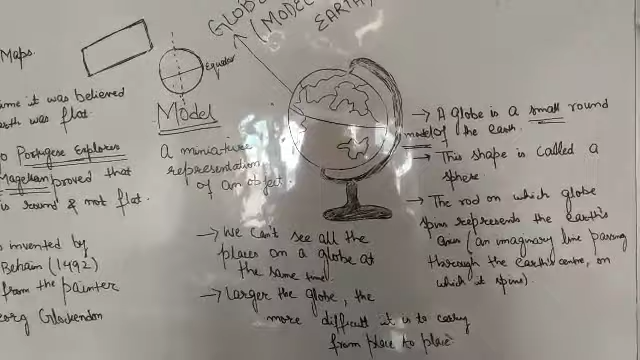 Maps.
ime it was believed
earth was flat.
o Portugese Explorer
Magellan proved that
is round & not flat.
s invented by
Behaim (1492)
from the painter
eorg Glockendon
Equator
Model
A miniature
representation
of an object.
GLOBE
(MODEL
EARTH)
→ We can't see all the
places on a globe at
the same time.
→ Larger the globe, the
more difficult it is to carry
from place to place
→ A globe is a small round
model of the earth.
→ This shape is called a
sphere.
→ The rod on which globe
spins represents the earth's
axis (an imaginary line passing
through the earth's centre, on
which it spins).